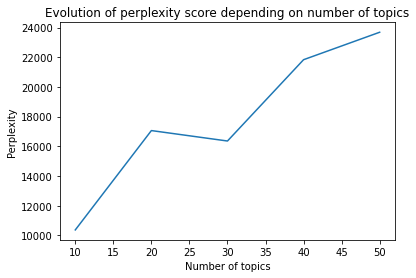 Evolution of perplexity score depending on number of topics
24000
22000
20000
18000
16000
14000
12000
10000
Perplexity
10 15 20 25 30 35 40 45 50
Number of topics